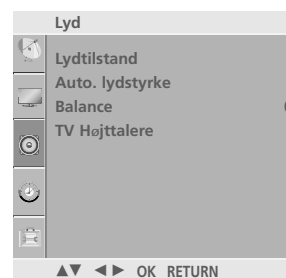 Lyd
Lydtilstand
Auto. lydstyrke
Balance
TV Højttalere
▲▼ ◄► OK RETURN